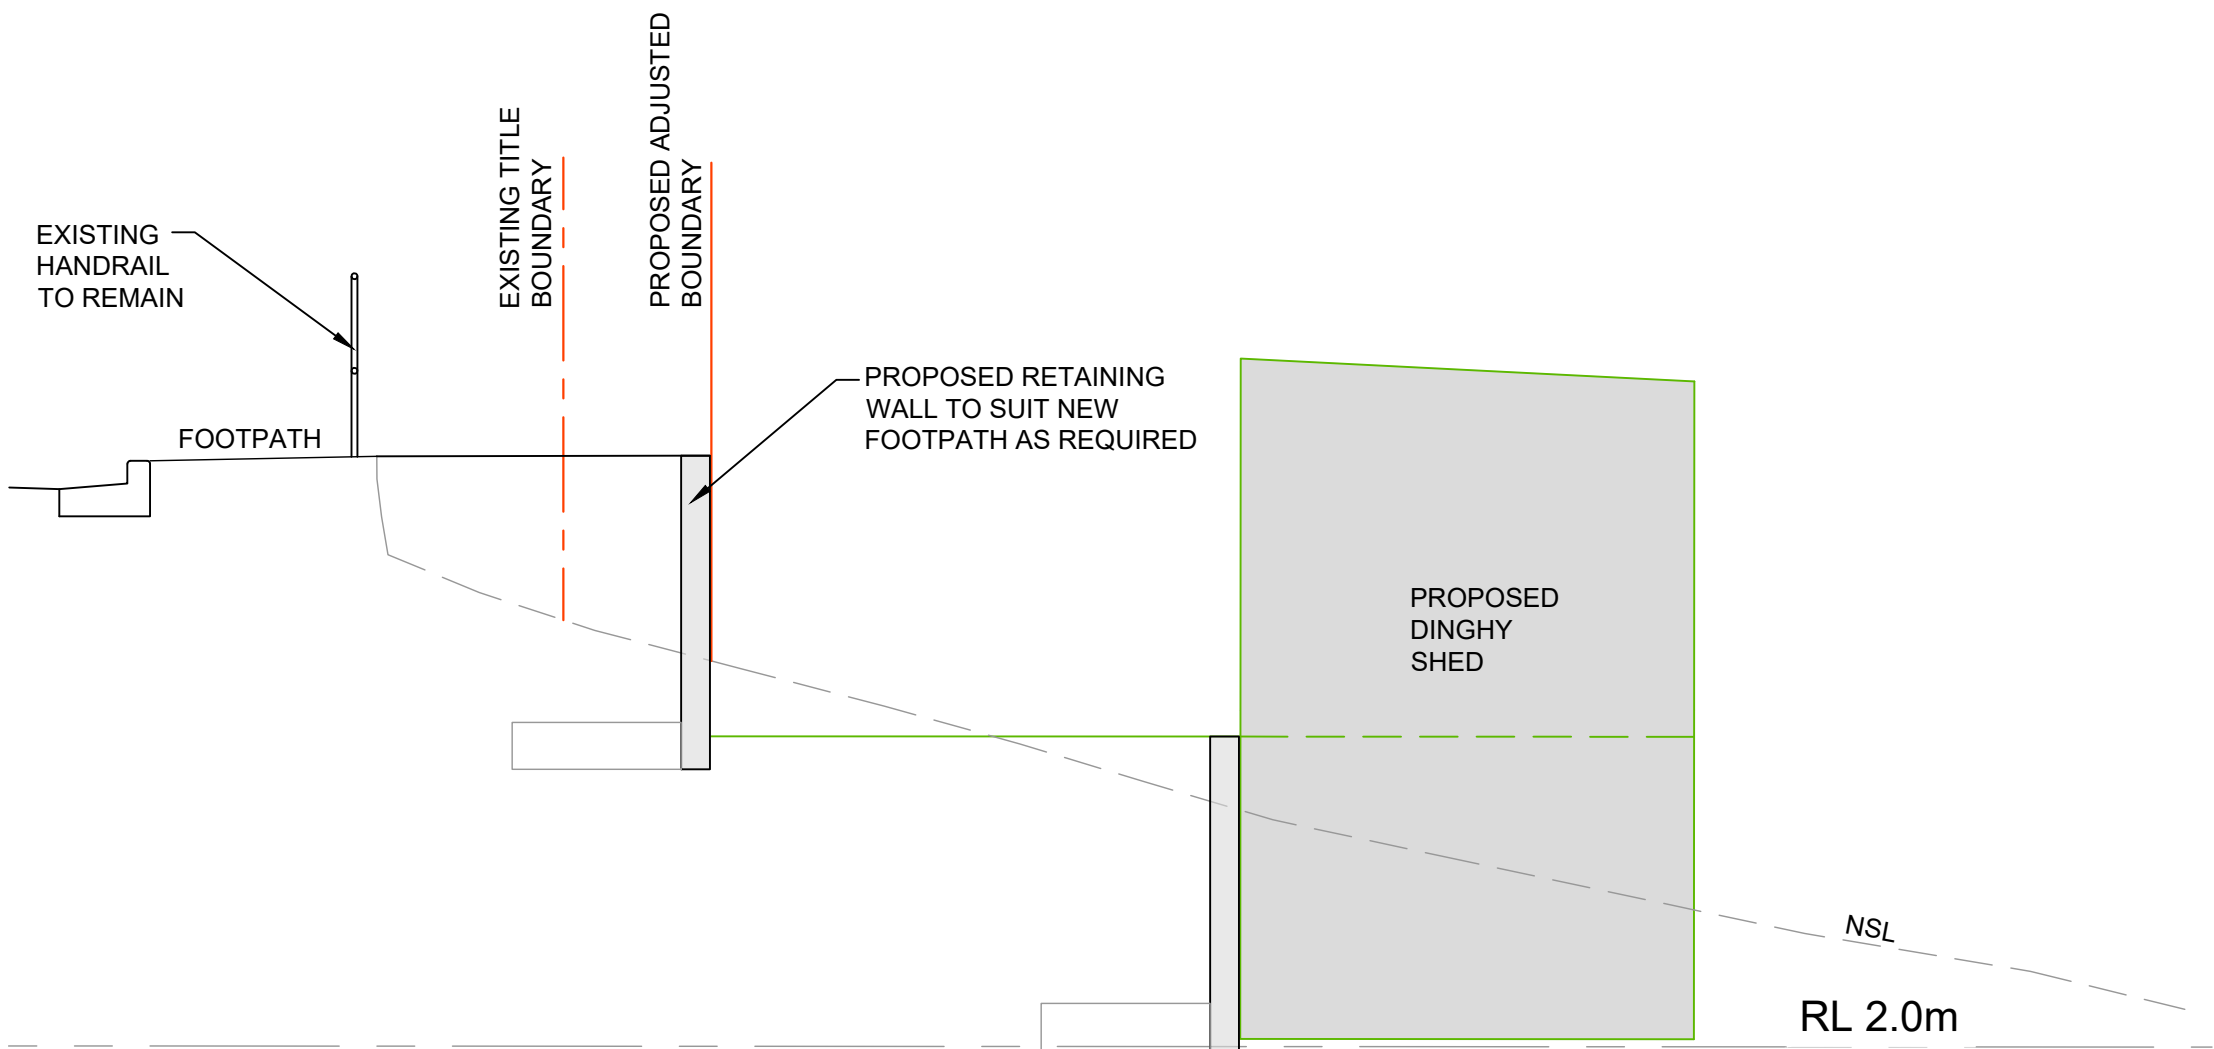 EXISTING TITLE
BOUNDARY
PROPOSED ADJUSTED
BOUNDARY
EXISTING
HANDRAIL
TO REMAIN
FOOTPATH
PROPOSED RETAINING
WALL TO SUIT NEW
FOOTPATH AS REQUIRED
PROPOSED
DINGHY
SHED
NSL
RL 2.0m